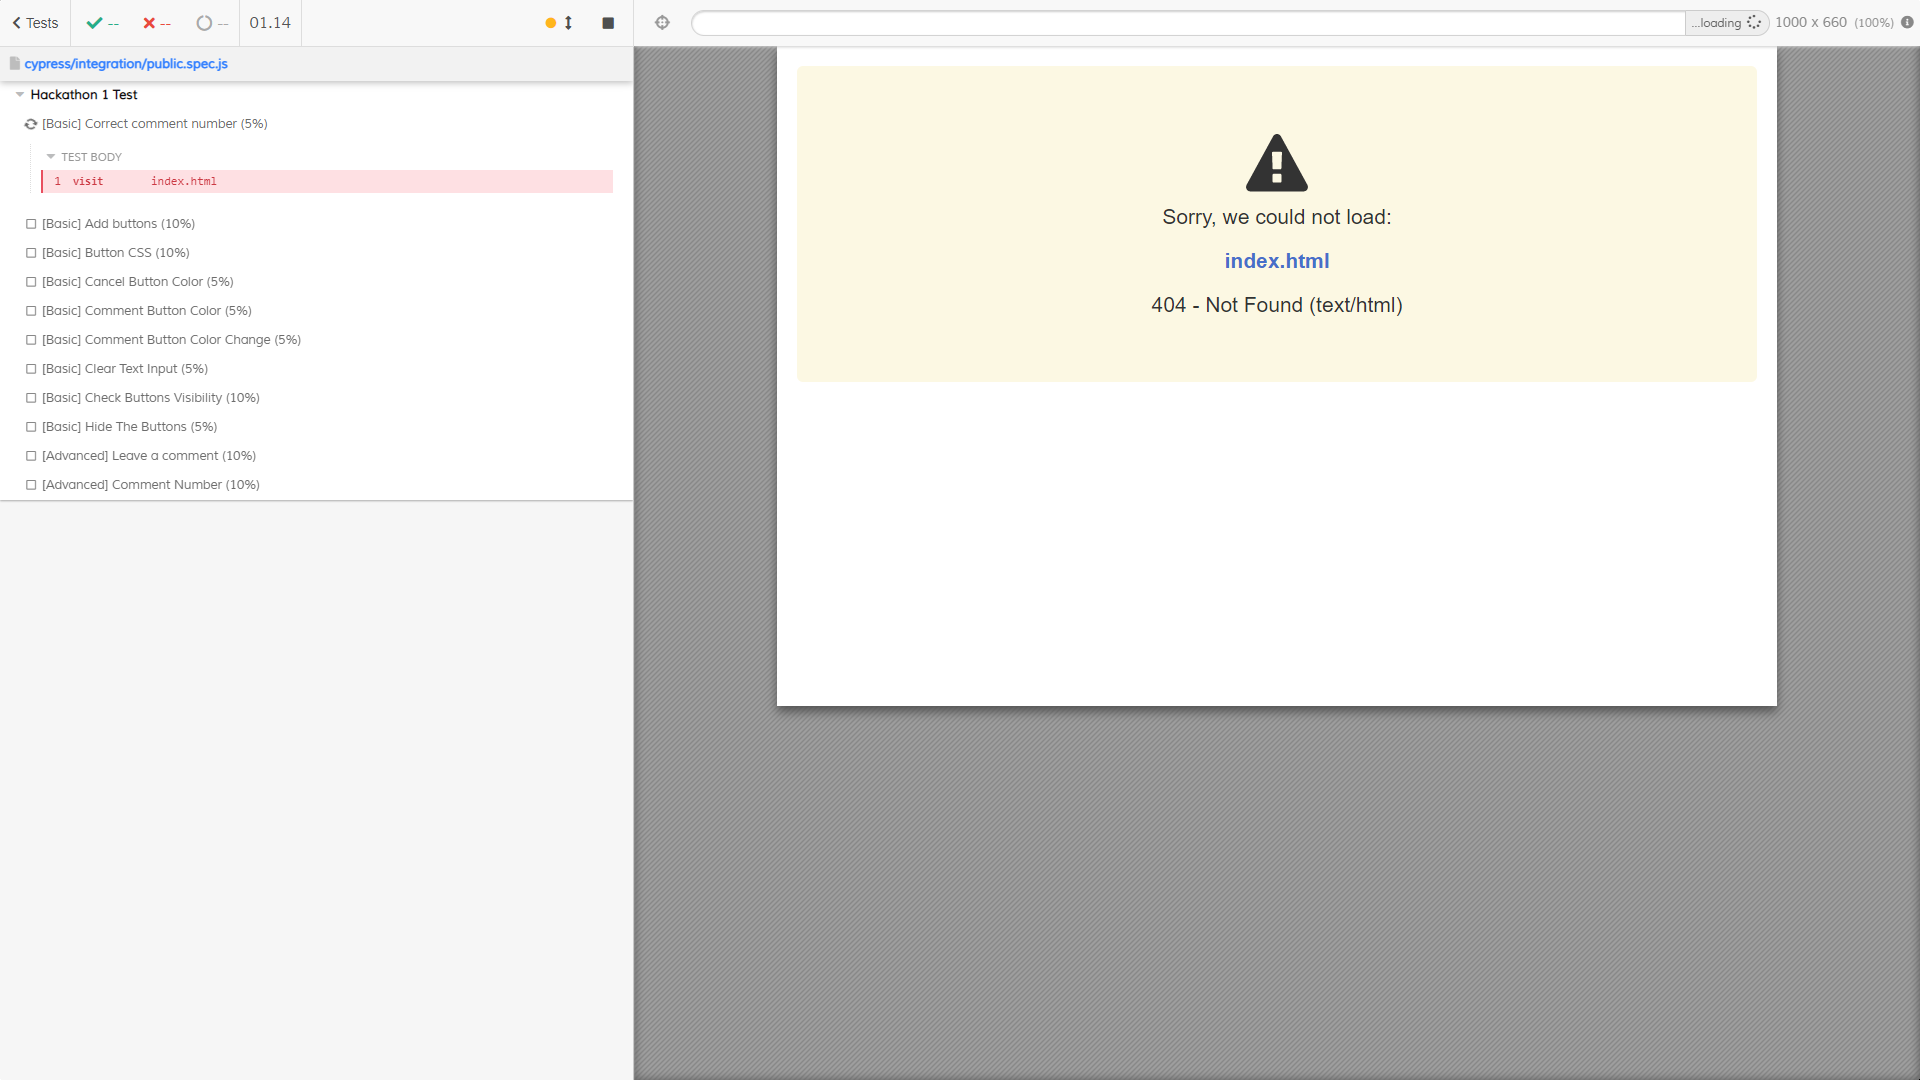 Tests -- -- -- 01.14
...loading 1000 x 660 (100%)
cypress/integration/public.spec.js
Hackathon 1 Test
[Basic] Correct comment number (5%)
TEST BODY
1 visit index.html
[Basic] Add buttons (10%)
[Basic] Button CSS (10%)
[Basic] Cancel Button Color (5%)
[Basic] Comment Button Color (5%)
[Basic] Comment Button Color Change (5%)
[Basic] Clear Text Input (5%)
[Basic] Check Buttons Visibility (10%)
[Basic] Hide The Buttons (5%)
[Advanced] Leave a comment (10%)
[Advanced] Comment Number (10%)
Sorry, we could not load:
index.html
404 - Not Found (text/html)